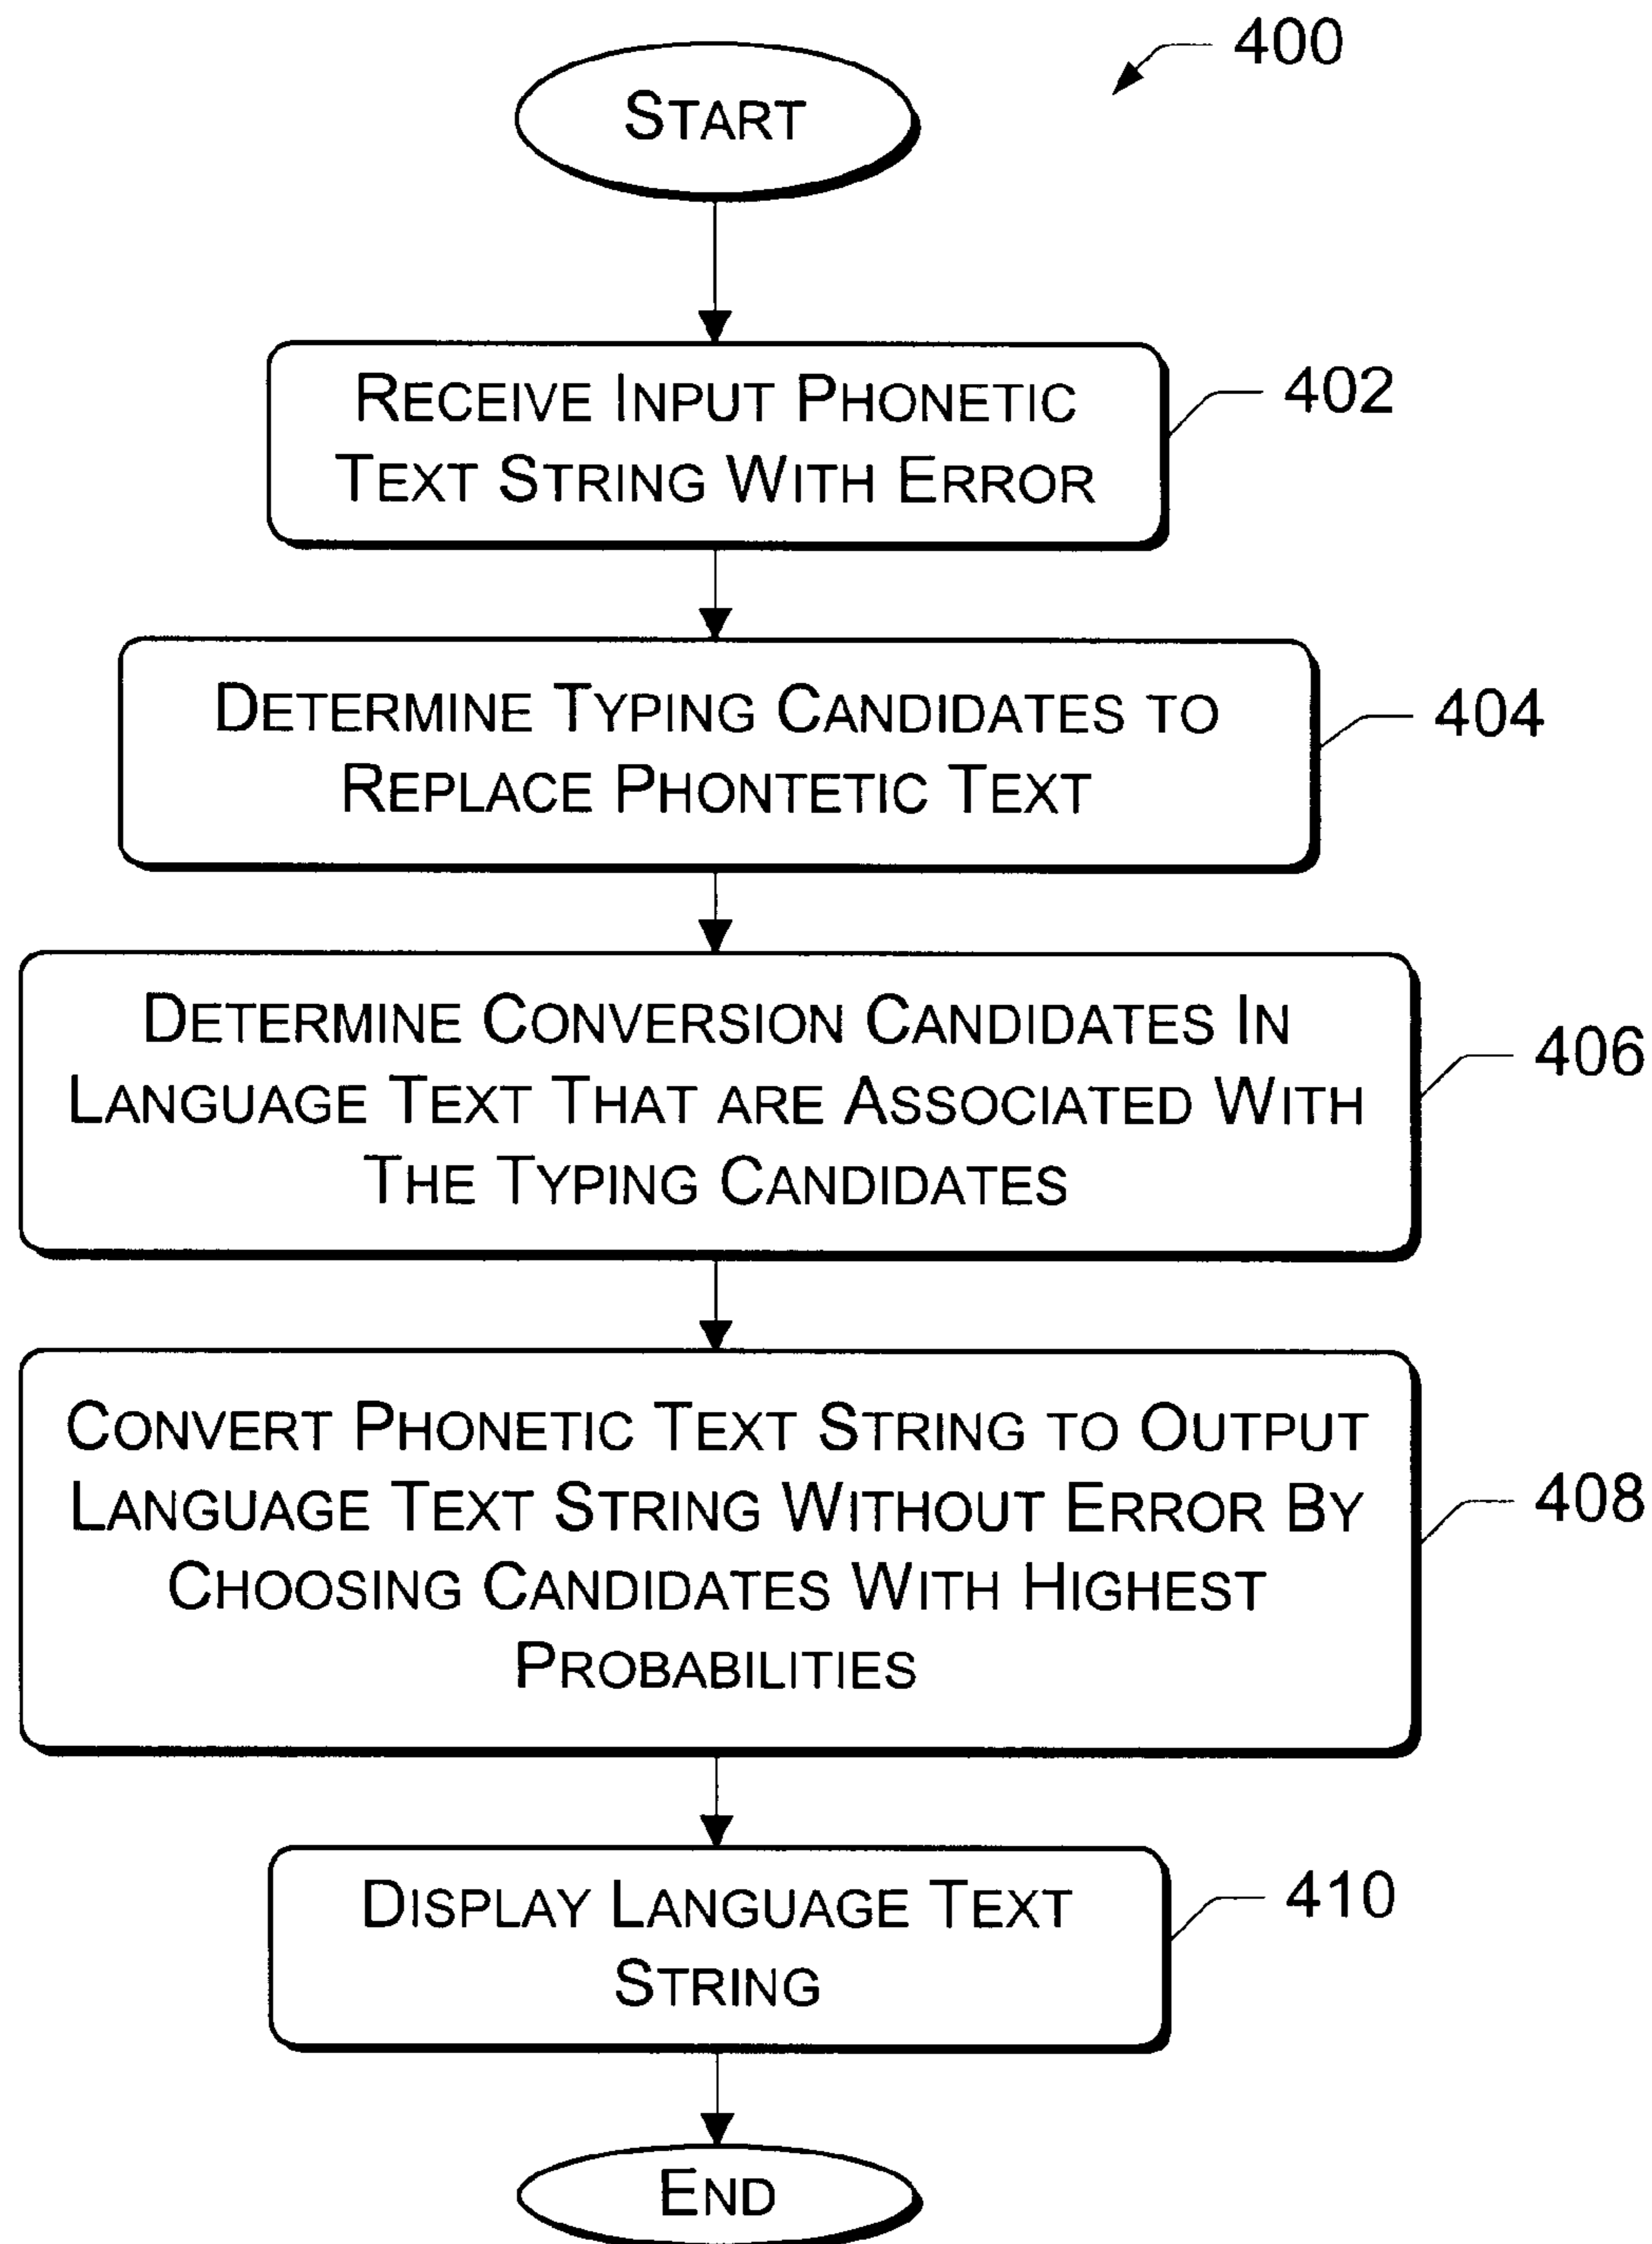 400
START
RECEIVE INPUT PHONETIC
TEXT STRING WITH ERROR
402
DETERMINE TYPING CANDIDATES TO
REPLACE PHONTETIC TEXT
404
DETERMINE CONVERSION CANDIDATES IN
LANGUAGE TEXT THAT ARE ASSOCIATED WITH
THE TYPING CANDIDATES
406
CONVERT PHONETIC TEXT STRING TO OUTPUT
LANGUAGE TEXT STRING WITHOUT ERROR BY
CHOOSING CANDIDATES WITH HIGHEST
PROBABILITIES
408
DISPLAY LANGUAGE TEXT
STRING
410
END